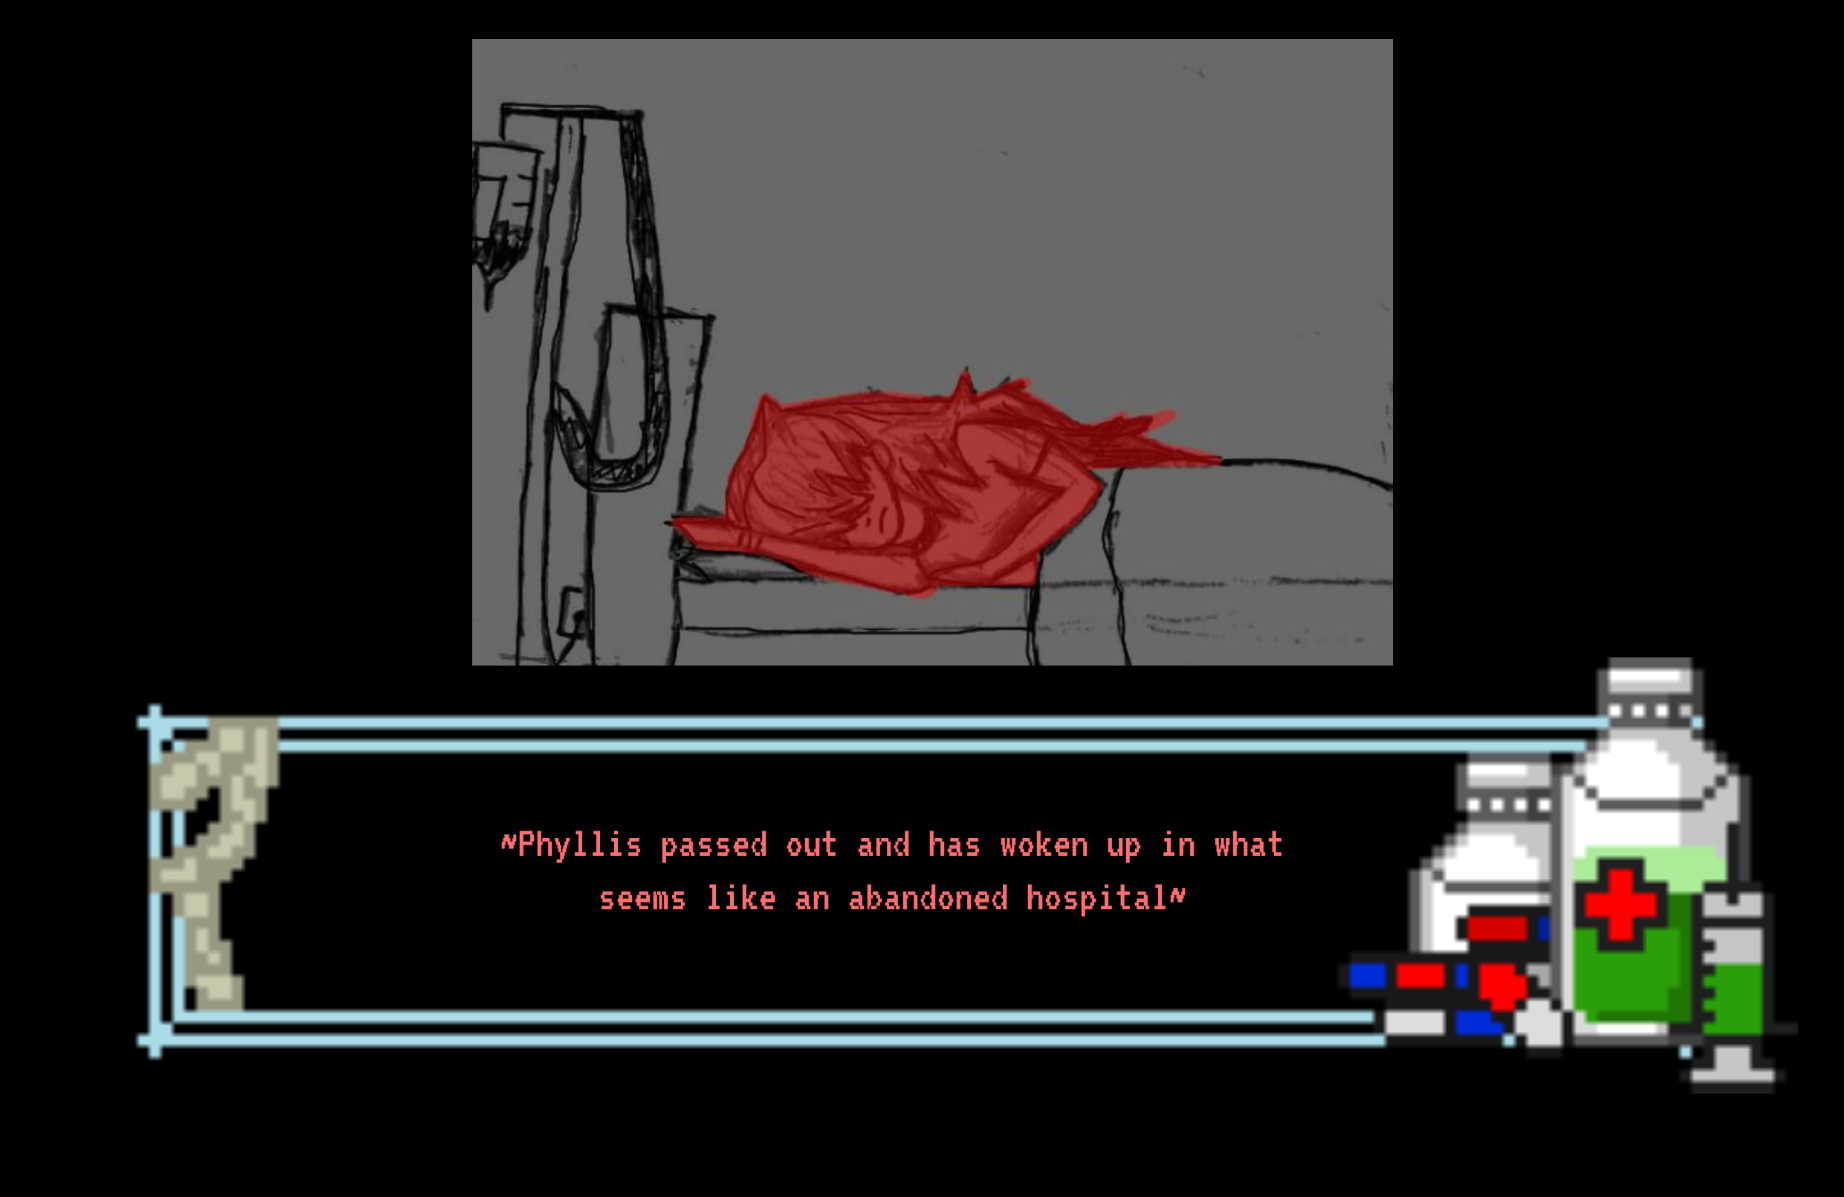 ~Phyllis passed out and has woken up in what
seems like an abandoned hospital~